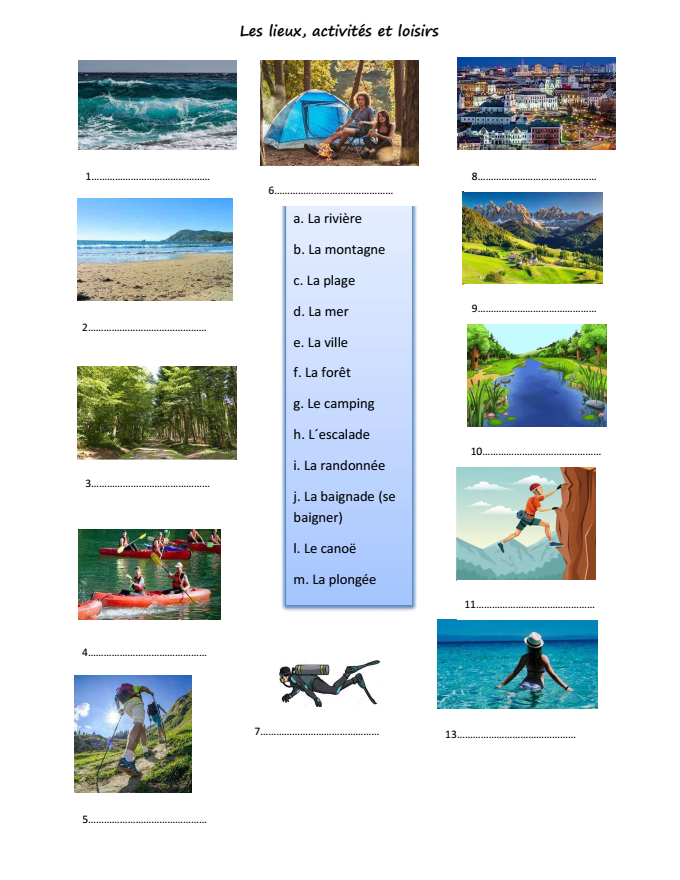 Les lieux, activités et loisirs
1…………………………………………
6…………………………………………
8…………………………………………
a. La rivière
b. La montagne
c. La plage
d. La mer
e. La ville
f. La forêt
g. Le camping
h. L´escalade
i. La randonnée
j. La baignade (se
baigner)
l. Le canoë
m. La plongée
2…………………………………………
9…………………………………………
3…………………………………………
10…………………………………………
11…………………………………………
4…………………………………………
7…………………………………………
13…………………………………………
5…………………………………………